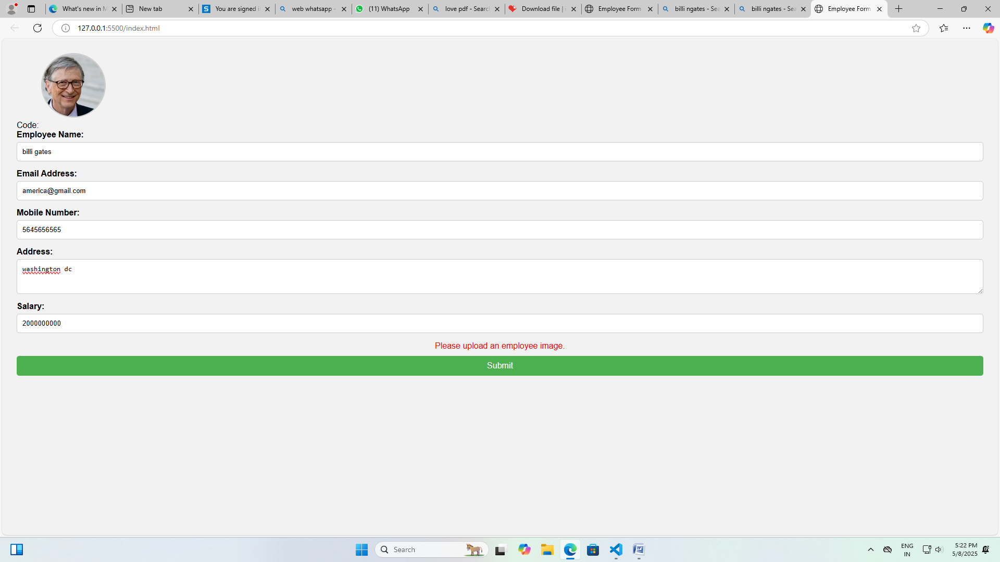 What's new in M
New tab
You are signed i
web whatsapp -
(11) WhatsApp
love pdf - Searc
Download file | i
Employee Form
billi ngates - Sea
billi ngates - Sea
Employee Form
127.0.0.1:5500/index.html
Code:
Employee Name:
billi gates
Email Address:
america@gmail.com
Mobile Number:
5645656565
Address:
washington dc
Salary:
2000000000
Please upload an employee image.
Submit
Search
ENG
IN
5:22 PM
5/8/2025